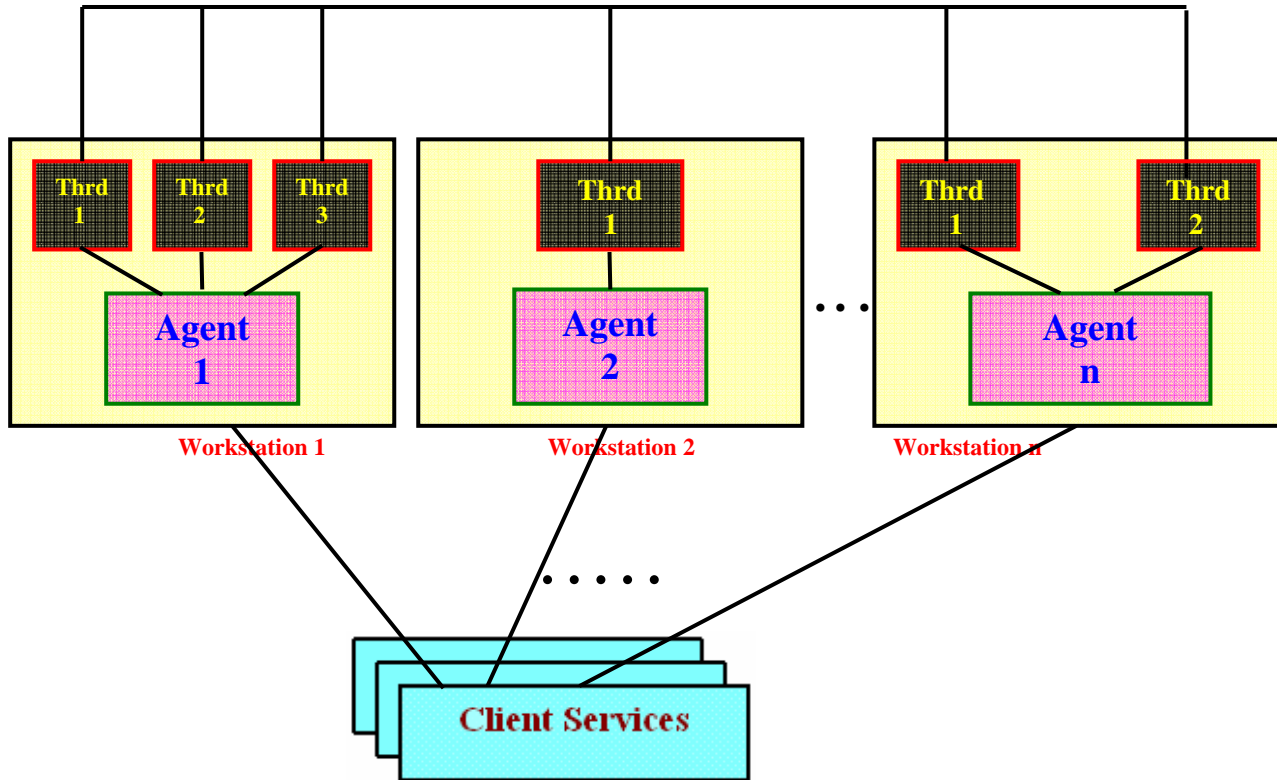 Thrd
1
Thrd
2
Thrd
3
Thrd
1
Thrd
1
Thrd
2
Agent
1
Agent
2
Agent
n
Workstation 1
Workstation 2
Workstation n
Client Services